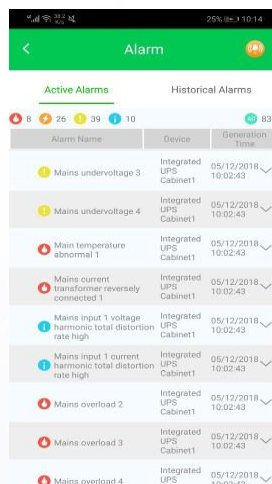 38.2 K/s 25% 10:14
Alarm
Active Alarms Historical Alarms
8 26 39 10 All 83
Alarm Name Device Generation Time
Mains undervoltage 3 Integrated UPS Cabinet1 05/12/2018 10:02:43
Mains undervoltage 4 Integrated UPS Cabinet1 05/12/2018 10:02:43
Main temperature abnormal 1 Integrated UPS Cabinet1 05/12/2018 10:02:43
Mains current transformer reversely connected 1 Integrated UPS Cabinet1 05/12/2018 10:02:43
Mains input 1 voltage harmonic total distortion rate high Integrated UPS Cabinet1 05/12/2018 10:02:43
Mains input 1 current harmonic total distortion rate high Integrated UPS Cabinet1 05/12/2018 10:02:43
Mains overload 2 Integrated UPS Cabinet1 05/12/2018 10:02:43
Mains overload 3 Integrated UPS Cabinet1 05/12/2018 10:02:43
Mains overload 4 Integrated UPS 05/12/2018